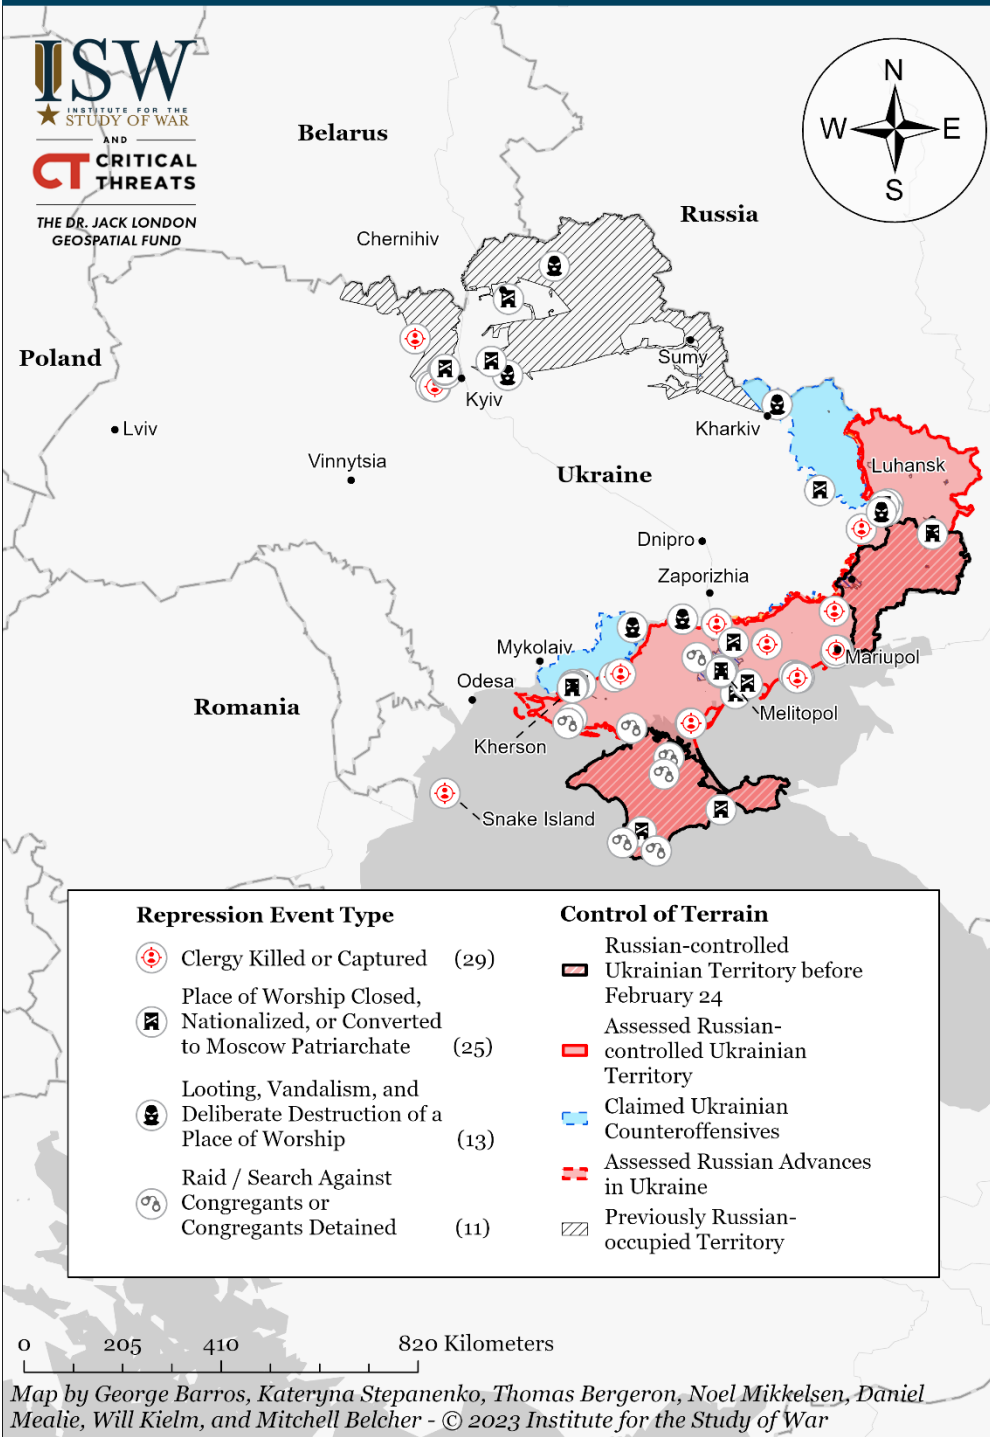 ISW
INSTITUTE FOR THE
STUDY OF WAR
AND
CT CRITICAL
THREATS
THE DR. JACK LONDON
GEOSPATIAL FUND
N
W E
S
Belarus
Russia
Chernihiv
Poland
Sumy
Kyiv
Lviv
Kharkiv
Vinnytsia
Ukraine
Luhansk
Dnipro
Zaporizhia
Mykolaiv
Mariupol
Odesa
Romania
Melitopol
Kherson
Snake Island
Repression Event Type
Clergy Killed or Captured (29)
Place of Worship Closed,
Nationalized, or Converted
to Moscow Patriarchate (25)
Looting, Vandalism, and
Deliberate Destruction of a
Place of Worship (13)
Raid / Search Against
Congregants or
Congregants Detained (11)
Control of Terrain
Russian-controlled
Ukrainian Territory before
February 24
Assessed Russian-
controlled Ukrainian
Territory
Claimed Ukrainian
Counteroffensives
Assessed Russian Advances
in Ukraine
Previously Russian-
occupied Territory
0 205 410 820 Kilometers
Map by George Barros, Kateryna Stepanenko, Thomas Bergeron, Noel Mikkelsen, Daniel
Mealie, Will Kielm, and Mitchell Belcher - © 2023 Institute for the Study of War